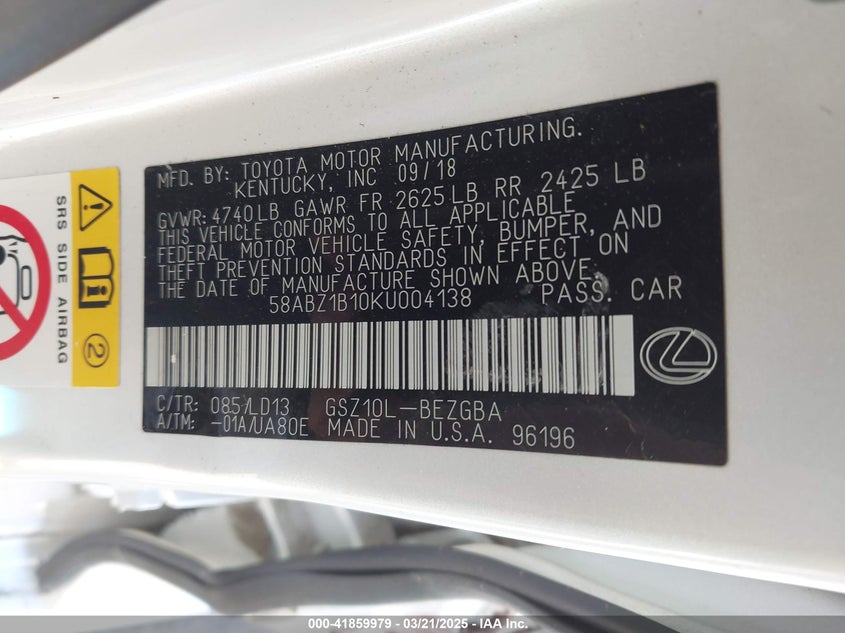 MFD. BY: TOYOTA MOTOR MANUFACTURING.
KENTUCKY, INC 09/18
GVWR: 4740LB GAWR FR 2625LB RR 2425 LB
THIS VEHICLE CONFORMS TO ALL APPLICABLE
FEDERAL MOTOR VEHICLE SAFETY, BUMPER, AND
THEFT PREVENTION STANDARDS IN EFFECT ON
THE DATE OF MANUFACTURE SHOWN ABOVE.
58ABZ1B10KU004138 PASS. CAR
C/TR: 085/LD13 GSZ10L-BEZGBA
A/TM: -01A/UA80E MADE IN U.S.A. 96196
SRS SIDE AIRBAG
2
000-41859979 - 03/21/2025 - IAA Inc.